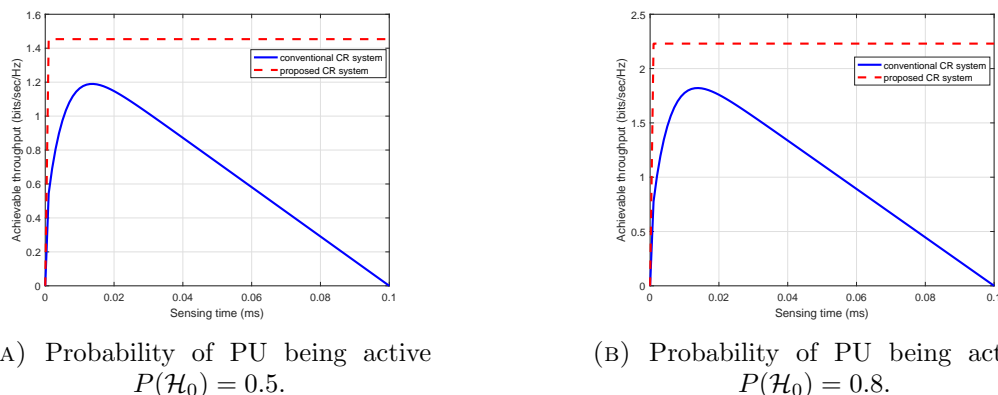 1.6
1.4
1.2
1
0.8
0.6
0.4
0.2
0
Achievable throughput (bits/sec/Hz)
conventional CR system
proposed CR system
0 0.02 0.04 0.06 0.08 0.1
Sensing time (ms)
A) Probability of PU being active
P(ℋ₀) = 0.5.
2.5
2
1.5
1
0.5
0
Achievable throughput (bits/sec/Hz)
conventional CR system
proposed CR system
0 0.02 0.04 0.06 0.08 0.1
Sensing time (ms)
(B) Probability of PU being act
P(ℋ₀) = 0.8.